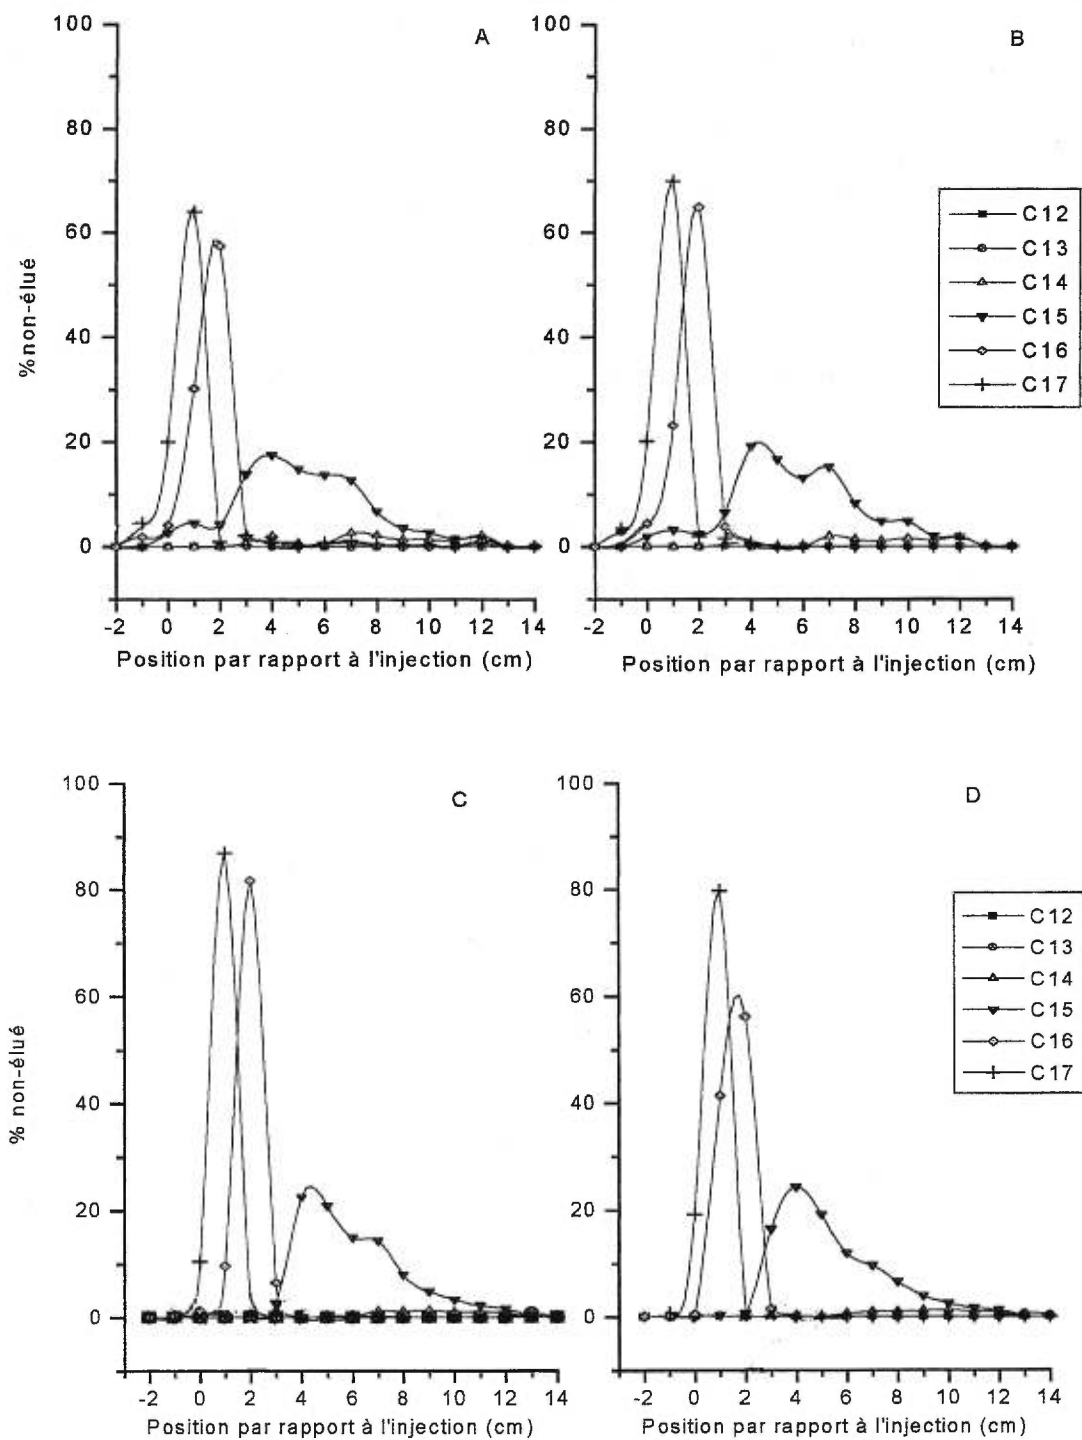 A
100
80
60
40
20
0
%non-élué
-2 0 2 4 6 8 10 12 14
Position par rapport à l'injection (cm)
B
100
80
60
40
20
0
-2 0 2 4 6 8 10 12 14
Position par rapport à l'injection (cm)
C12
C13
C14
C15
C16
C17
C
100
80
60
40
20
0
% non-élué
-2 0 2 4 6 8 10 12 14
Position par rapport à l'injection (cm)
D
100
80
60
40
20
0
-2 0 2 4 6 8 10 12 14
Position par rapport à l'injection (cm)
C12
C13
C14
C15
C16
C17